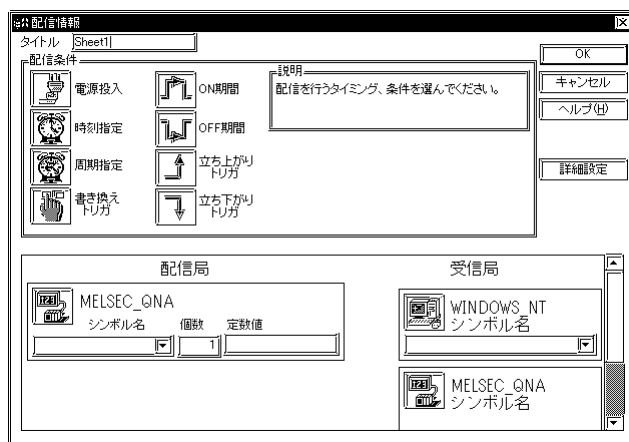 配信情報
タイトル Sheet1
配信条件
電源投入
ON期間
時刻指定
OFF期間
周期指定
立ち上がり
トリガ
書き換え
トリガ
立ち下がり
トリガ
説明
配信を行うタイミング、条件を選んでください。
OK
キャンセル
ヘルプ(H)
詳細設定
配信局
MELSEC_QNA
シンボル名 個数 定数値
1
受信局
WINDOWS_NT
シンボル名
MELSEC_QNA
シンボル名